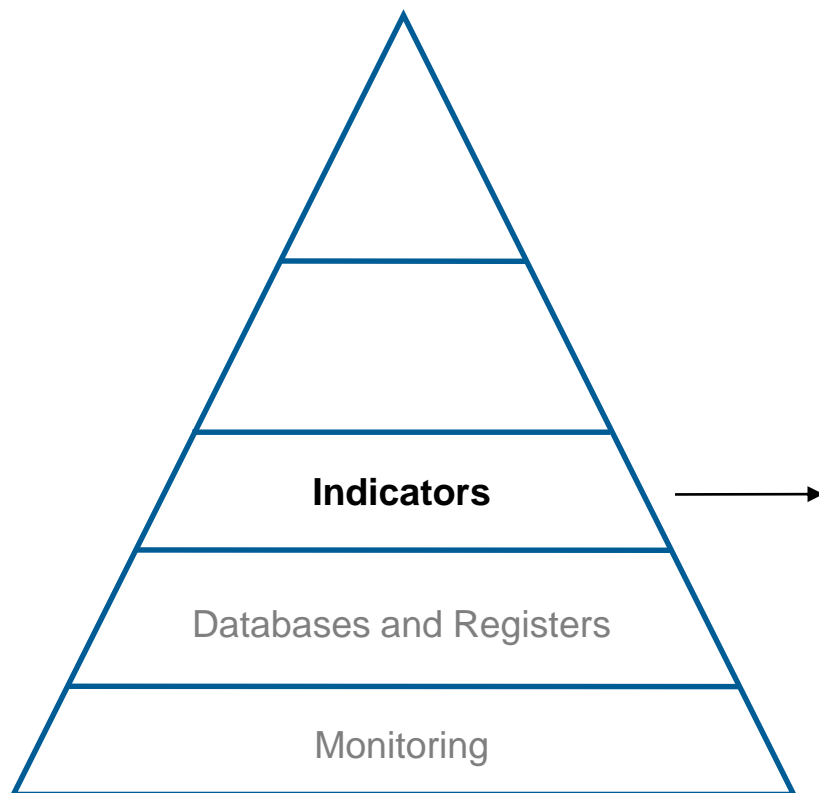 Indicators
Databases and Registers
Monitoring